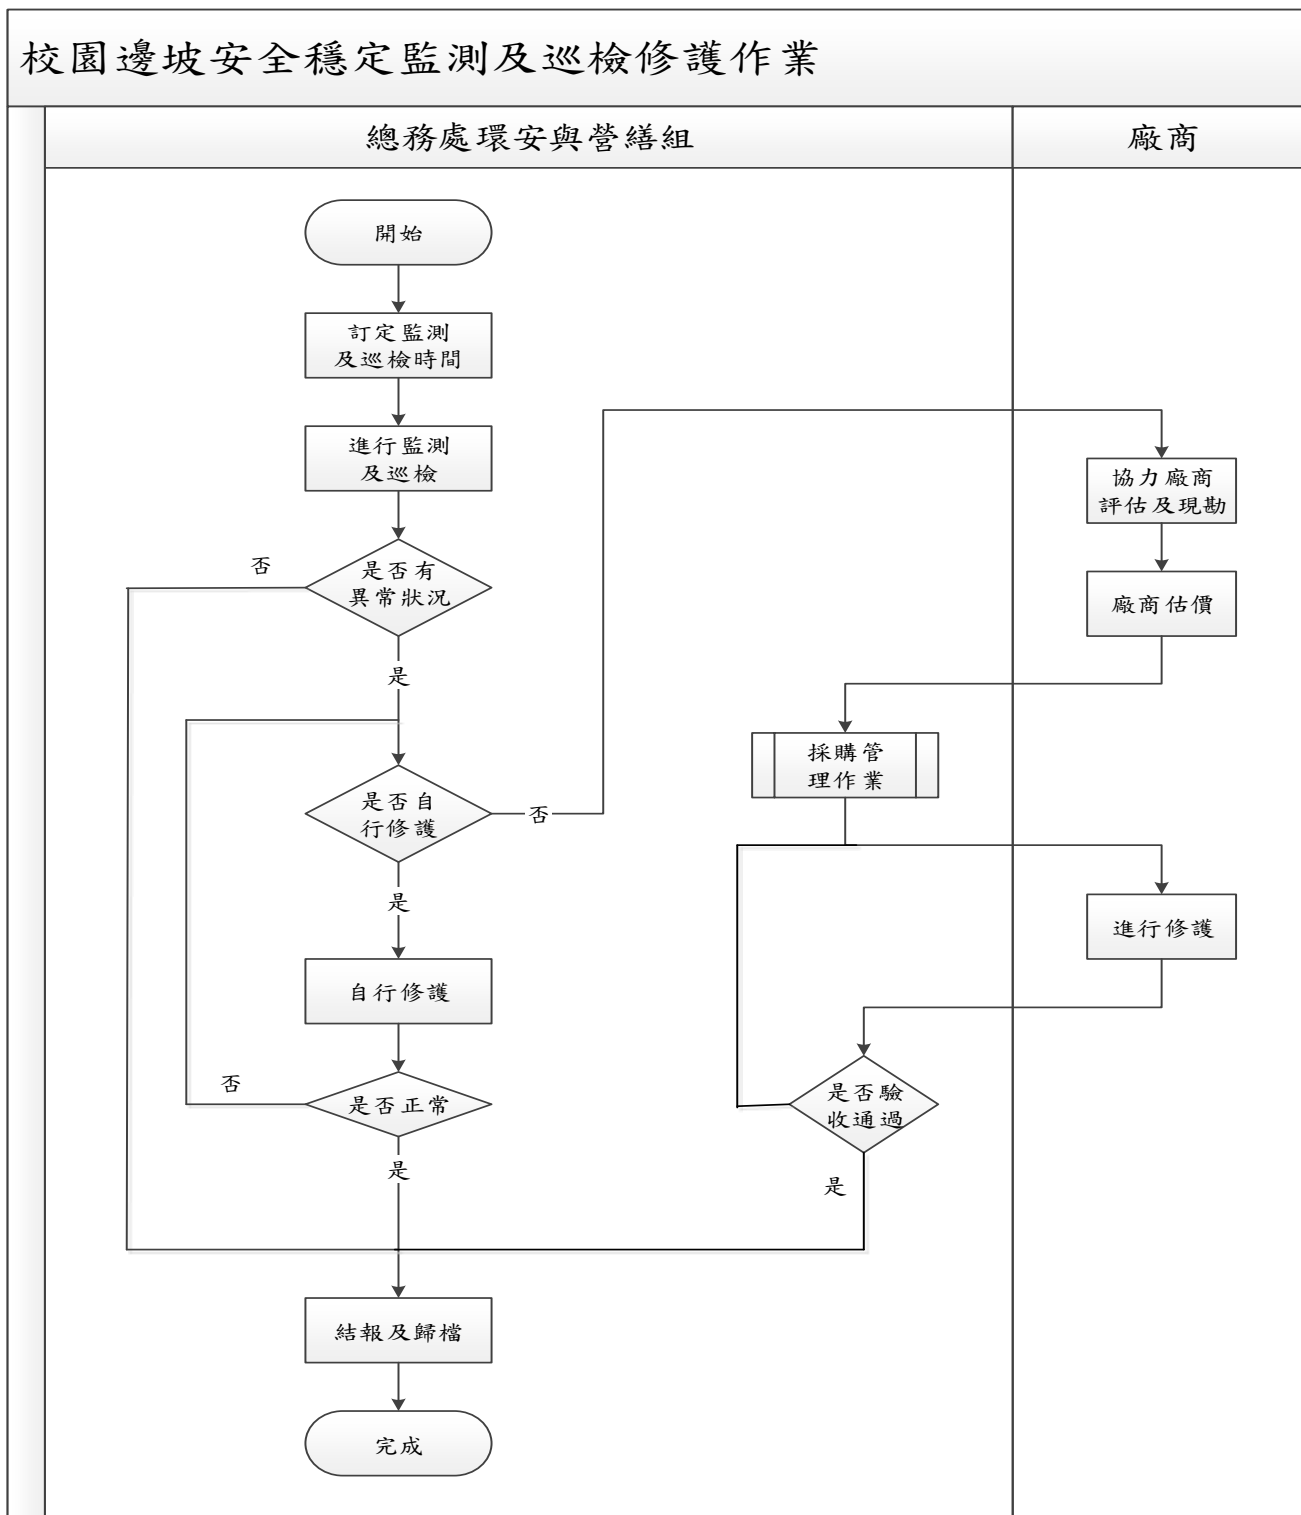 校園邊坡安全穩定監測及巡檢修護作業
總務處環安與營繕組
廠商
開始
訂定監測
及巡檢時間
進行監測
及巡檢
協力廠商
評估及現勘
否
是否有
異常狀況
廠商估價
是
採購管
理作業
是否自
行修護
否
是
進行修護
自行修護
否
是否正常
是否驗
收通過
是
是
結報及歸檔
完成